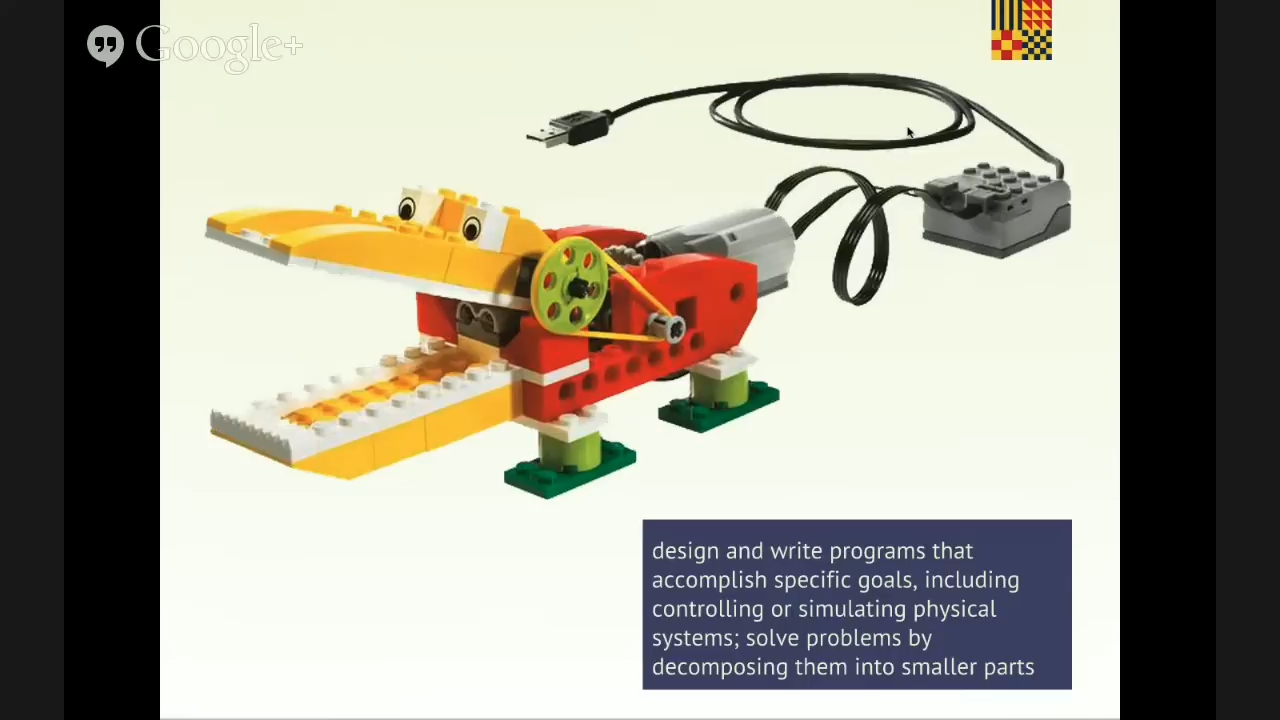 Google+
design and write programs that
accomplish specific goals, including
controlling or simulating physical
systems; solve problems by
decomposing them into smaller parts